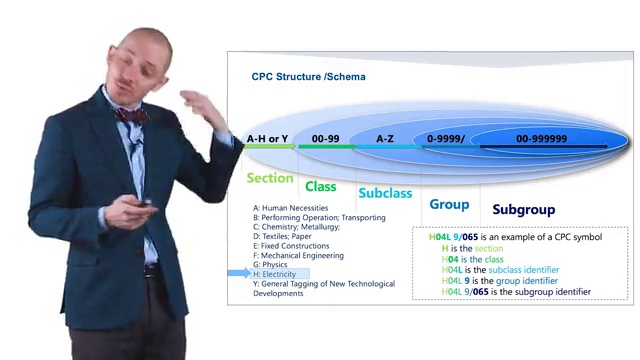 CPC Structure /Schema
A-H or Y 00-99 A-Z 0-9999/ 00-999999
Section
Class
Subclass
Group
Subgroup
A: Human Necessities
B: Performing Operation; Transporting
C: Chemistry; Metallurgy;
D: Textiles; Paper
E: Fixed Constructions
F: Mechanical Engineering
G: Physics
H: Electricity
Y: General Tagging of New Technological
Developments
H04L 9/065 is an example of a CPC symbol
H is the section
H04 is the class
H04L is the subclass identifier
H04L 9 is the group identifier
H04L 9/065 is the subgroup identifier